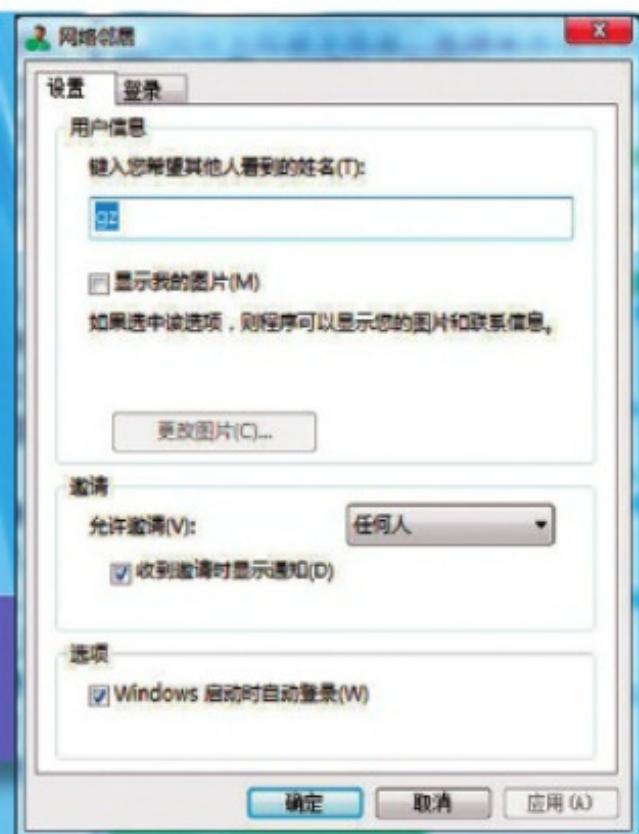 网络邻居
设置 登录
用户信息
键入您希望其他人看到的姓名(T):
gz
显示我的图片(M)
如果选中该选项，则程序可以显示您的图片和联系信息。
更改图片(C)...
邀请
允许邀请(V): 任何人
收到邀请时显示通知(D)
选项
Windows 启动时自动登录(W)
确定 取消 应用(A)